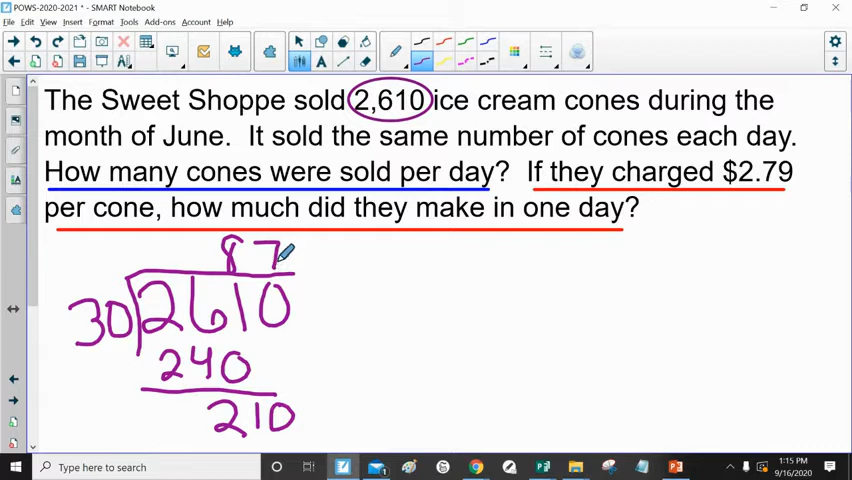 POWS-2020-2021 * - SMART Notebook
File Edit View Insert Format Tools Add-ons Account Help
The Sweet Shoppe sold 2,610 ice cream cones during the
month of June. It sold the same number of cones each day.
How many cones were sold per day? If they charged $2.79
per cone, how much did they make in one day?
87
30 2610
240
210
Type here to search
1:15 PM
9/16/2020